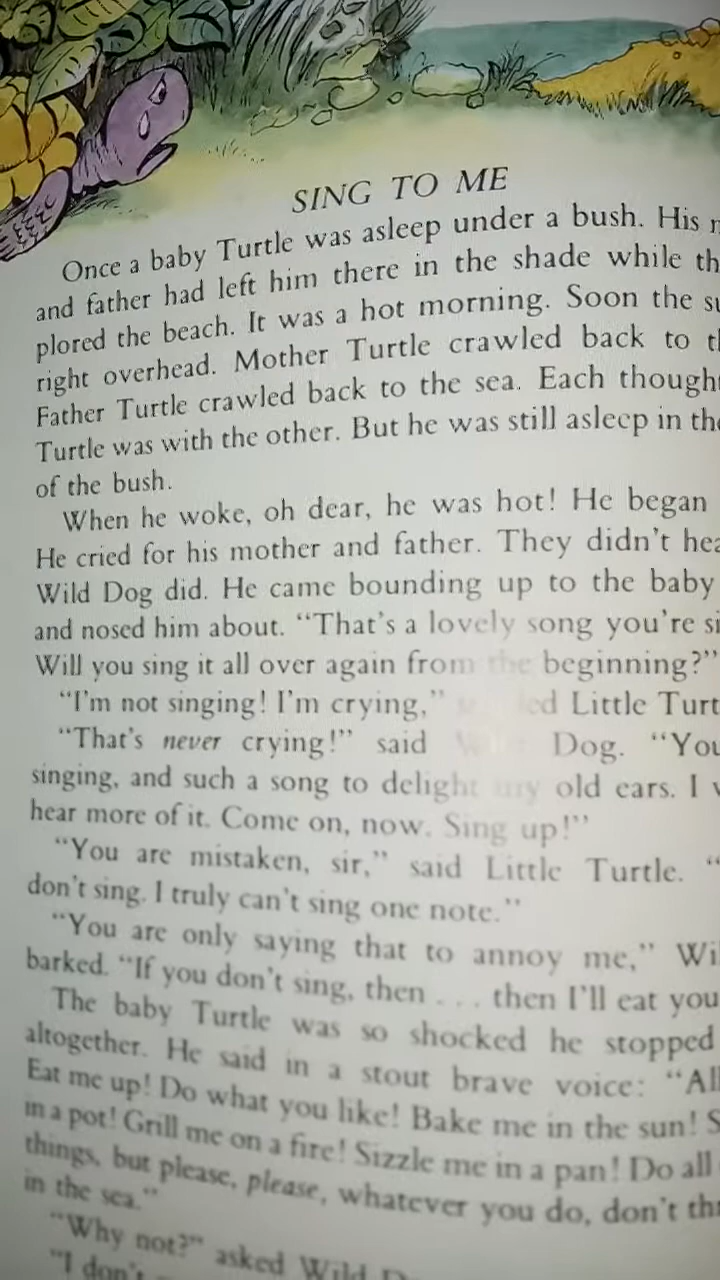 SING TO ME
Once a baby Turtle was asleep under a bush. His
and father had left him there in the shade while
plored the beach. It was a hot morning. Soon the
right overhead. Mother Turtle crawled back to
Father Turtle crawled back to the sea. Each thought
Turtle was with the other. But he was still asleep in
of the bush.
When he woke, oh dear, he was hot! He began
He cried for his mother and father. They didn't
Wild Dog did. He came bounding up to the baby
and nosed him about. "That's a lovely song you're
Will you sing it all over again from the beginning?"
"I'm not singing! I'm crying," Little
"That's never crying!" said Dog.
singing, and such a song to delight my old ears. I
hear more of it. Come on, now. Sing up!"
"You are mistaken, sir," said Little Turtle. "
don't sing. I truly can't sing one note."
"You are only saying that to annoy me,"
barked. "If you don't sing, then . . . then I'll eat you
The baby Turtle was so shocked he stopped
altogether. He said in a stout brave voice:
Eat me up! Do what you like! Bake me in the sun!
in a pot! Grill me on a fire! Sizzle me in a pan! Do all
things, but please, please, whatever you do, don't
in the sea."
"Why not?" asked Wild
"I don't